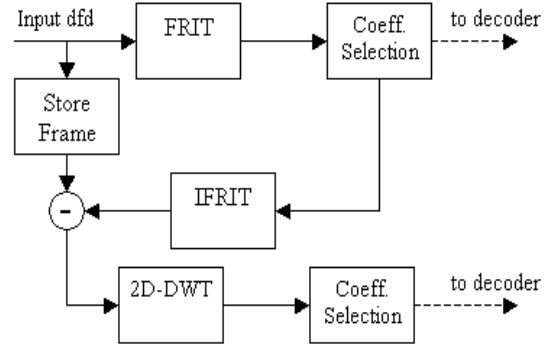 Input dfd
FRIT
Coeff.
Selection
to decoder
Store
Frame
-
IFRIT
2D-DWT
Coeff.
Selection
to decoder